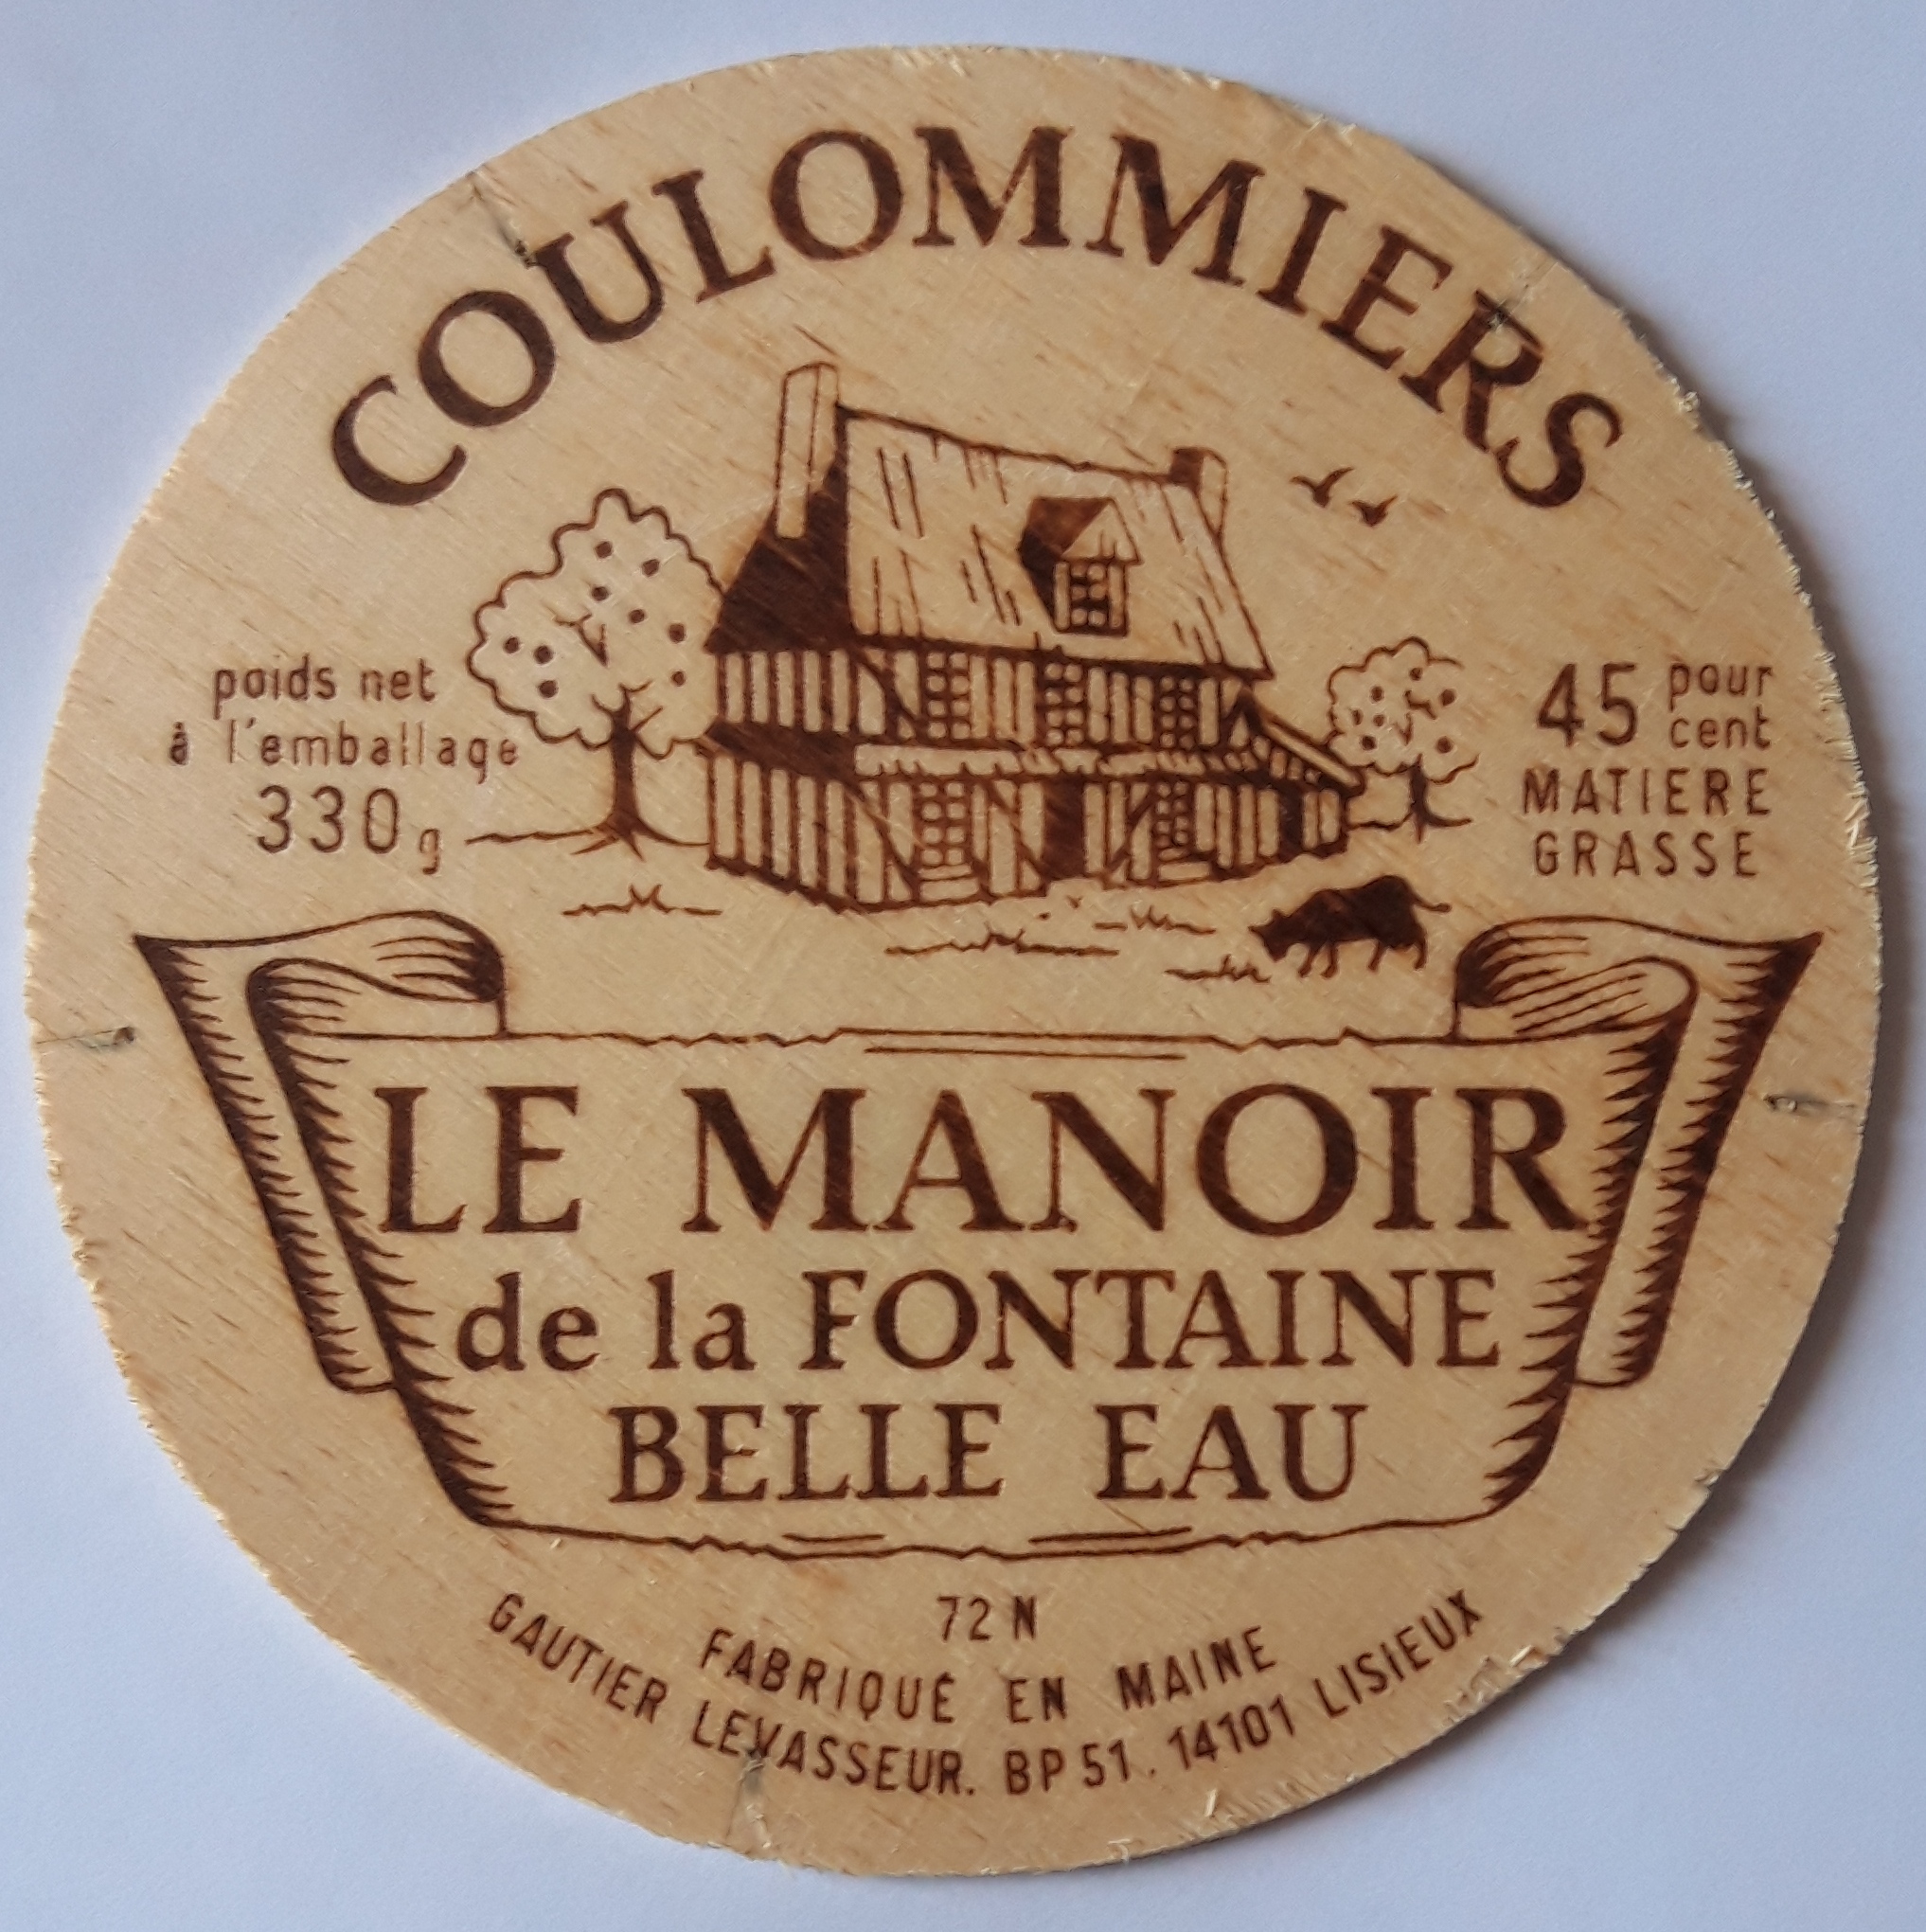 COULOMMIERS
poids net
à l'emballage
330 g
45 pour
cent
MATIERE
GRASSE
LE MANOIR
de la FONTAINE
BELLE EAU
72 N
FABRIQUÉ EN MAINE
GAUTIER LEVASSEUR. BP 51. 14101 LISIEUX